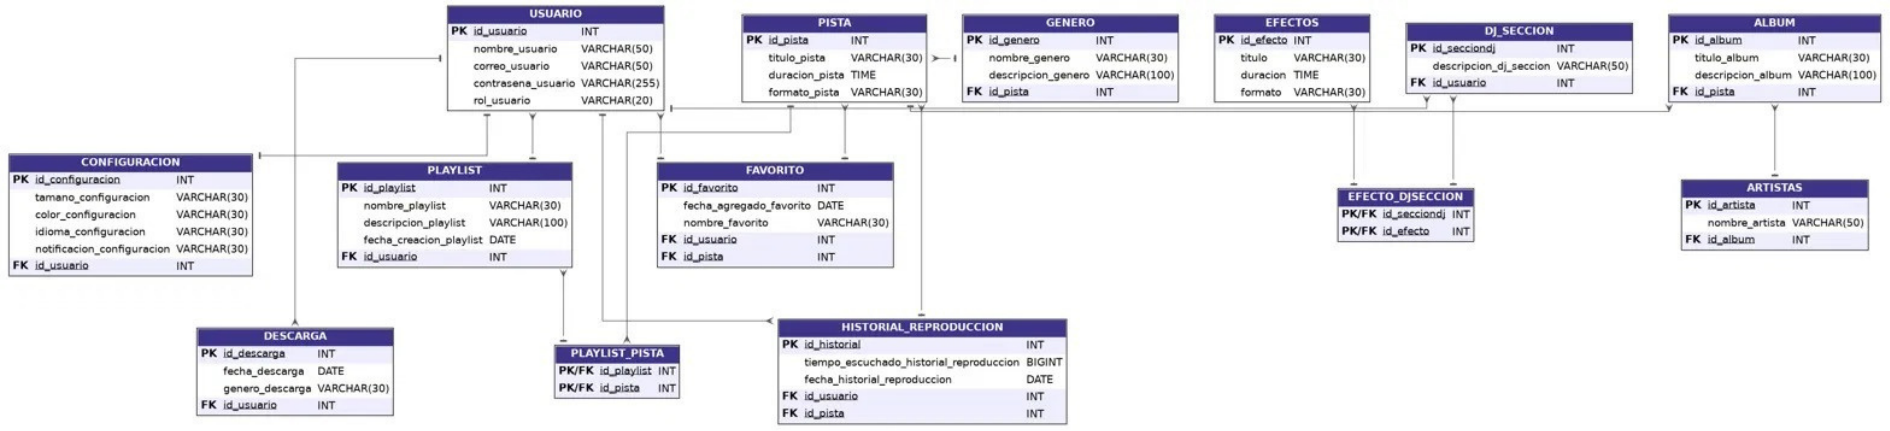 USUARIO
PK id_usuario INT
nombre_usuario VARCHAR(50)
correo_usuario VARCHAR(50)
contrasena_usuario VARCHAR(255)
rol_usuario VARCHAR(20)
PISTA
PK id_pista INT
titulo_pista VARCHAR(30)
duracion_pista TIME
formato_pista VARCHAR(30)
GENERO
PK id_genero INT
nombre_genero VARCHAR(30)
descripcion_genero VARCHAR(100)
FK id_pista INT
EFECTOS
PK id_efecto INT
titulo VARCHAR(30)
duracion TIME
formato VARCHAR(30)
DJ_SECCION
PK id_secciondj INT
descripcion_dj_seccion VARCHAR(50)
FK id_usuario INT
ALBUM
PK id_album INT
titulo_album VARCHAR(30)
descripcion_album VARCHAR(100)
FK id_pista INT
CONFIGURACION
PK id_configuracion INT
tamano_configuracion VARCHAR(30)
color_configuracion VARCHAR(30)
idioma_configuracion VARCHAR(30)
notificacion_configuracion VARCHAR(30)
FK id_usuario INT
PLAYLIST
PK id_playlist INT
nombre_playlist VARCHAR(30)
descripcion_playlist VARCHAR(100)
fecha_creacion_playlist DATE
FK id_usuario INT
FAVORITO
PK id_favorito INT
fecha_agregado_favorito DATE
nombre_favorito VARCHAR(30)
FK id_usuario INT
FK id_pista INT
EFECTO_DJSECCION
PK/FK id_secciondj INT
PK/FK id_efecto INT
ARTISTAS
PK id_artista INT
nombre_artista VARCHAR(50)
FK id_album INT
DESCARGA
PK id_descarga INT
fecha_descarga DATE
genero_descarga VARCHAR(30)
FK id_usuario INT
PLAYLIST_PISTA
PK/FK id_playlist INT
PK/FK id_pista INT
HISTORIAL_REPRODUCCION
PK id_historial INT
tiempo_escuchado_historial_reproduccion BIGINT
fecha_historial_reproduccion DATE
FK id_usuario INT
FK id_pista INT